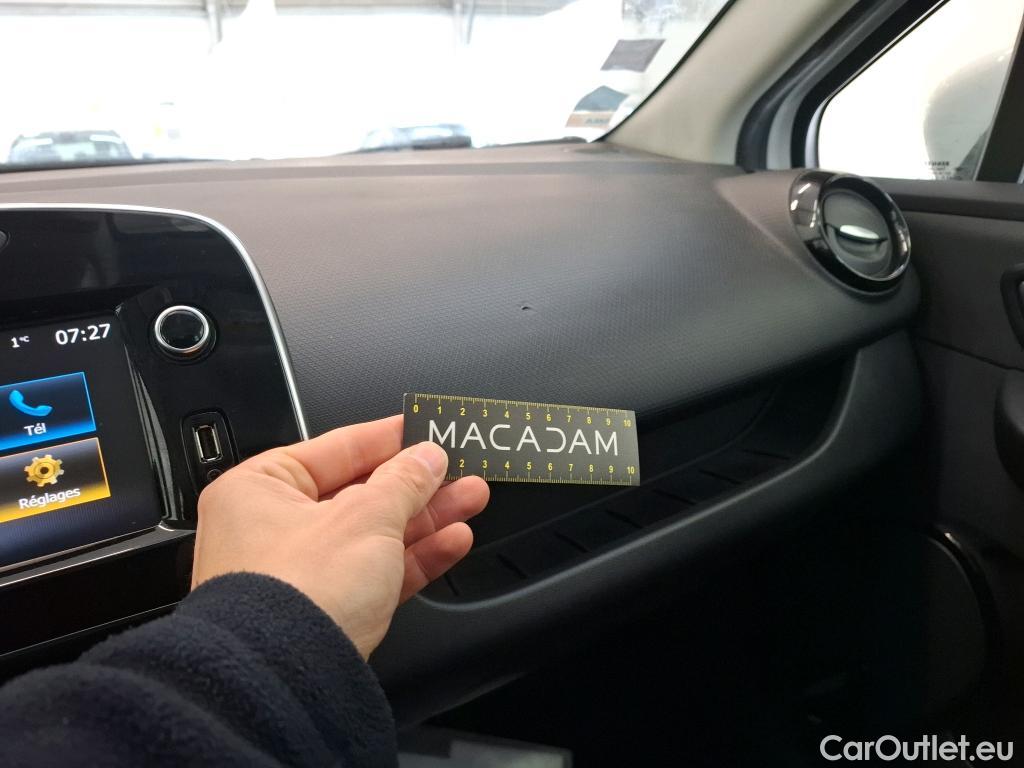 1°C 07:27
Tél
Réglages
0 1 2 3 4 5 6 7 8 9 10
MACADAM
2 3 4 5 6 7 8 9 10
RENAULT
CarOutlet.eu